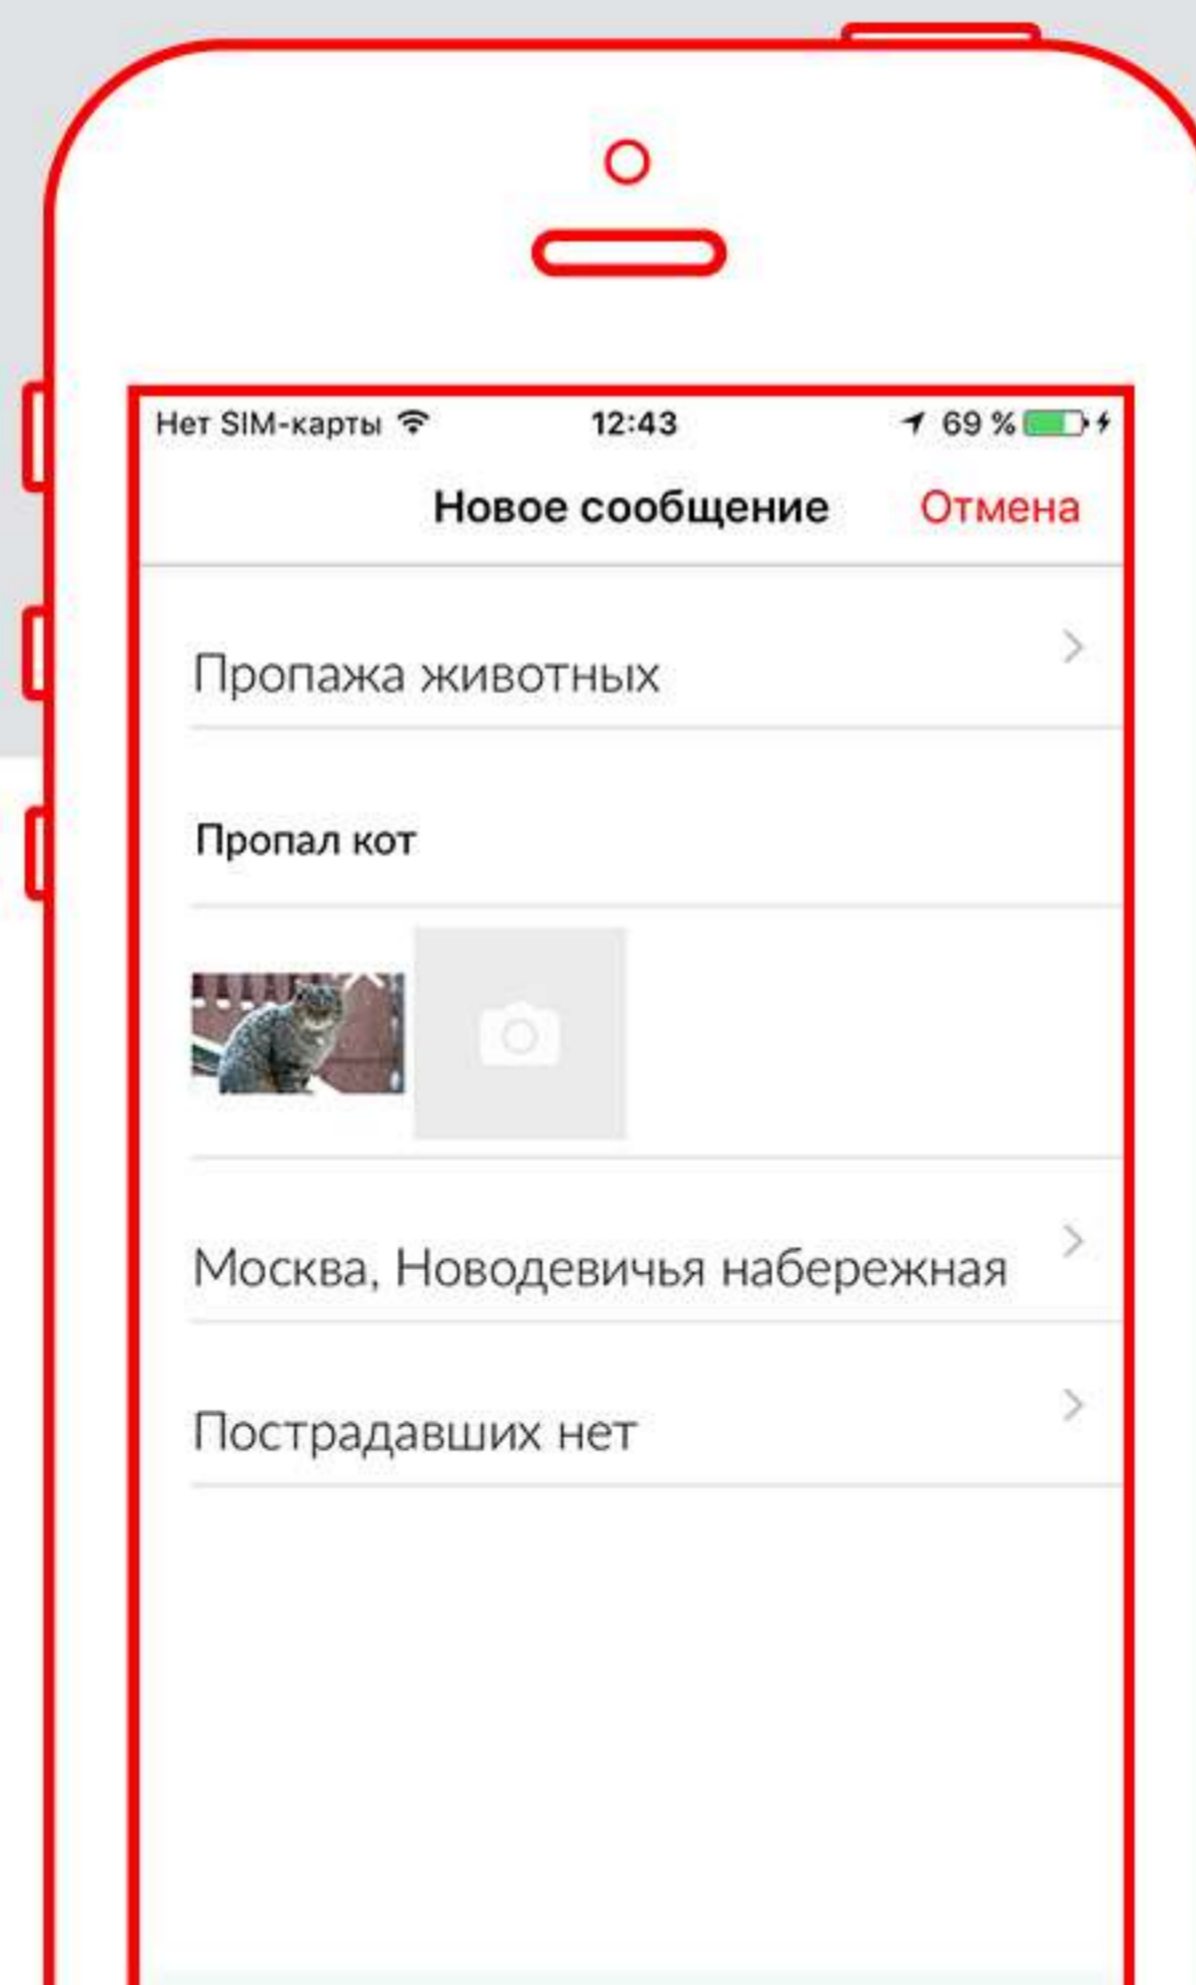 Нет SIM-карты 12:43 69 %
Новое сообщение Отмена
Пропажа животных
Пропал кот
Москва, Новодевичья набережная
Пострадавших нет